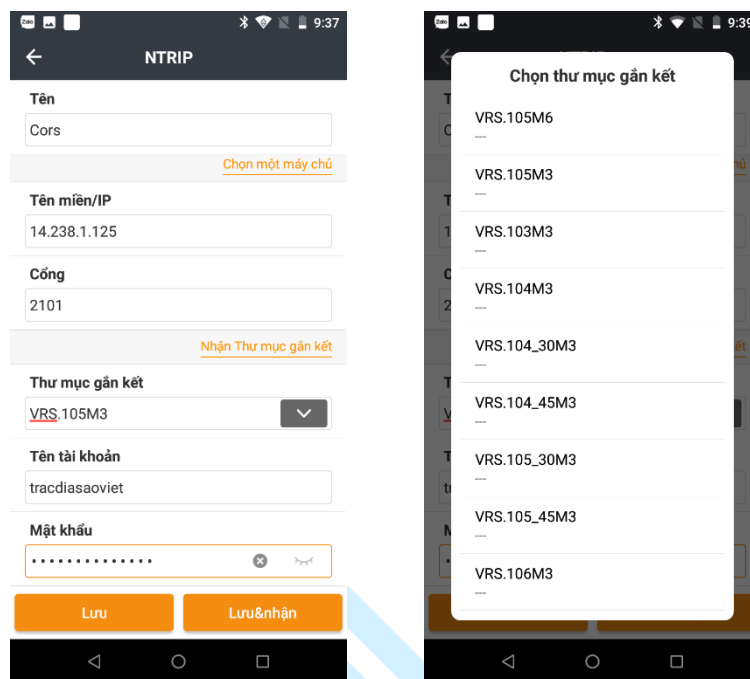 Zalo 9:37
NTRIP
Tên
Cors
Chọn một máy chủ
Tên miền/IP
14.238.1.125
Cổng
2101
Nhận Thư mục gắn kết
Thư mục gắn kết
VRS.105M3
Tên tài khoản
tracdiasaoviet
Mật khẩu
••••••••••••••
Lưu Lưu&nhận
Zalo 9:39
Chọn thư mục gắn kết
VRS.105M6
---
VRS.105M3
---
VRS.103M3
---
VRS.104M3
---
VRS.104_30M3
---
VRS.104_45M3
---
VRS.105_30M3
---
VRS.105_45M3
---
VRS.106M3
---